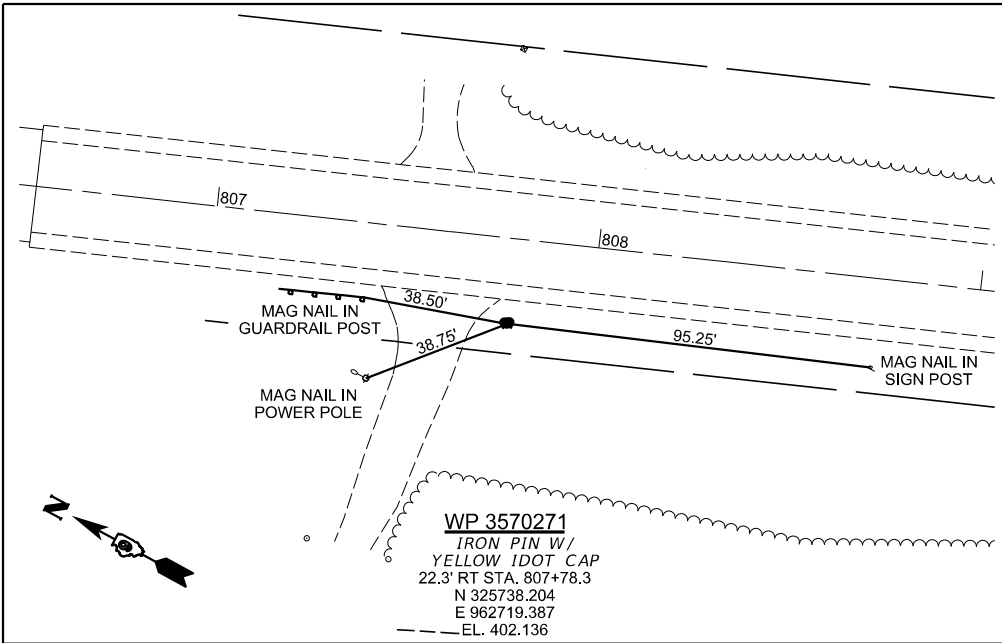 807
808
38.50'
MAG NAIL IN
GUARDRAIL POST
38.75'
95.25'
MAG NAIL IN
SIGN POST
MAG NAIL IN
POWER POLE
N
WP 3570271
IRON PIN W/
YELLOW IDOT CAP
22.3' RT STA. 807+78.3
N 325738.204
E 962719.387
EL. 402.136